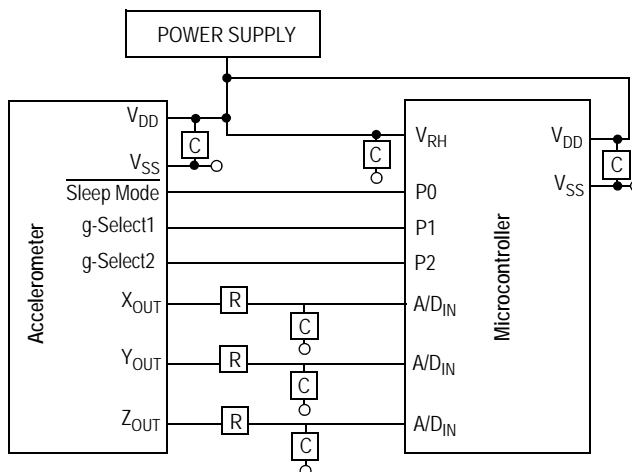 POWER SUPPLY
Accelerometer
V_DD
C
V_SS
Sleep Mode
g-Select1
g-Select2
X_OUT
R
C
Y_OUT
R
C
Z_OUT
R
C
C
V_RH
P0
P1
P2
A/D_IN
A/D_IN
A/D_IN
Microcontroller
V_DD
V_SS
C